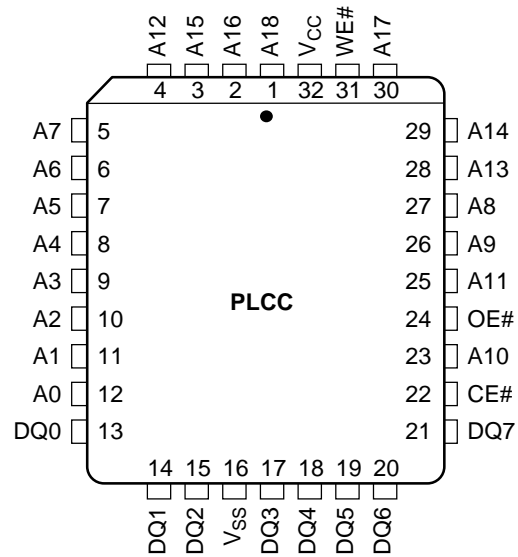 A12 A15 A16 A18 VCC WE# A17
4 3 2 1 32 31 30
A7 5 29 A14
A6 6 28 A13
A5 7 27 A8
A4 8 26 A9
A3 9 25 A11
PLCC
A2 10 24 OE#
A1 11 23 A10
A0 12 22 CE#
DQ0 13 21 DQ7
14 15 16 17 18 19 20
DQ1 DQ2 VSS DQ3 DQ4 DQ5 DQ6